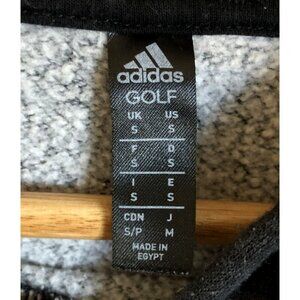 adidas
GOLF
UK US
S S
F D
S S
I E
S S
CDN J
S/P M
MADE IN
EGYPT